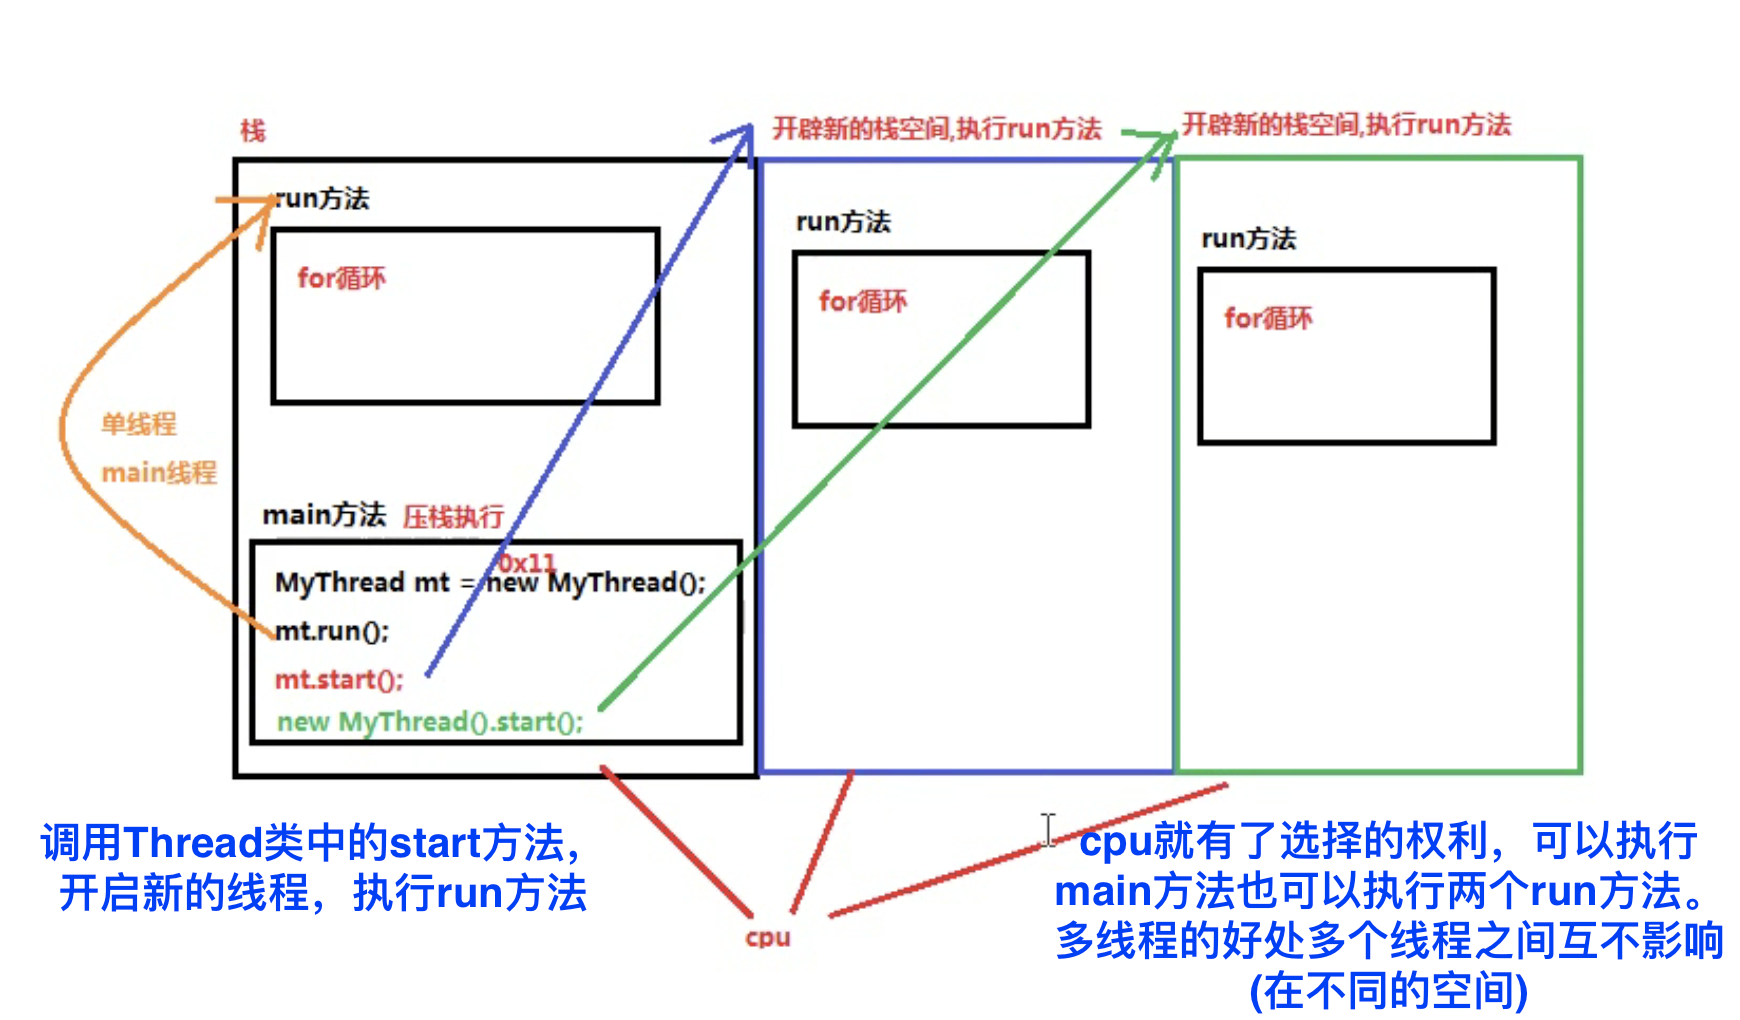 栈
开辟新的栈空间,执行run方法
开辟新的栈空间,执行run方法
run方法
for循环
run方法
for循环
run方法
for循环
单线程
main线程
main方法 压栈执行
0x11
MyThread mt = new MyThread();
mt.run();
mt.start();
new MyThread().start();
调用Thread类中的start方法，
开启新的线程，执行run方法
cpu
cpu就有了选择的权利，可以执行
main方法也可以执行两个run方法。
多线程的好处多个线程之间互不影响
(在不同的空间)